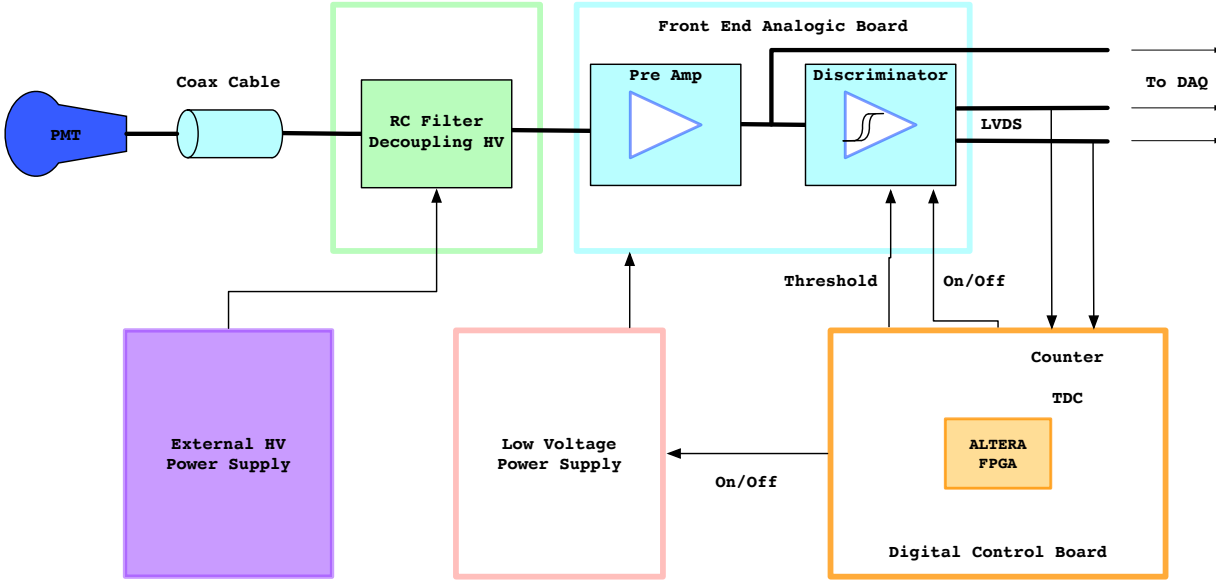 Front End Analogic Board
Coax Cable
Pre Amp
Discriminator
To DAQ
PMT
RC Filter
Decoupling HV
LVDS
Threshold
On/Off
Counter
TDC
External HV
Power Supply
Low Voltage
Power Supply
ALTERA
FPGA
On/Off
Digital Control Board